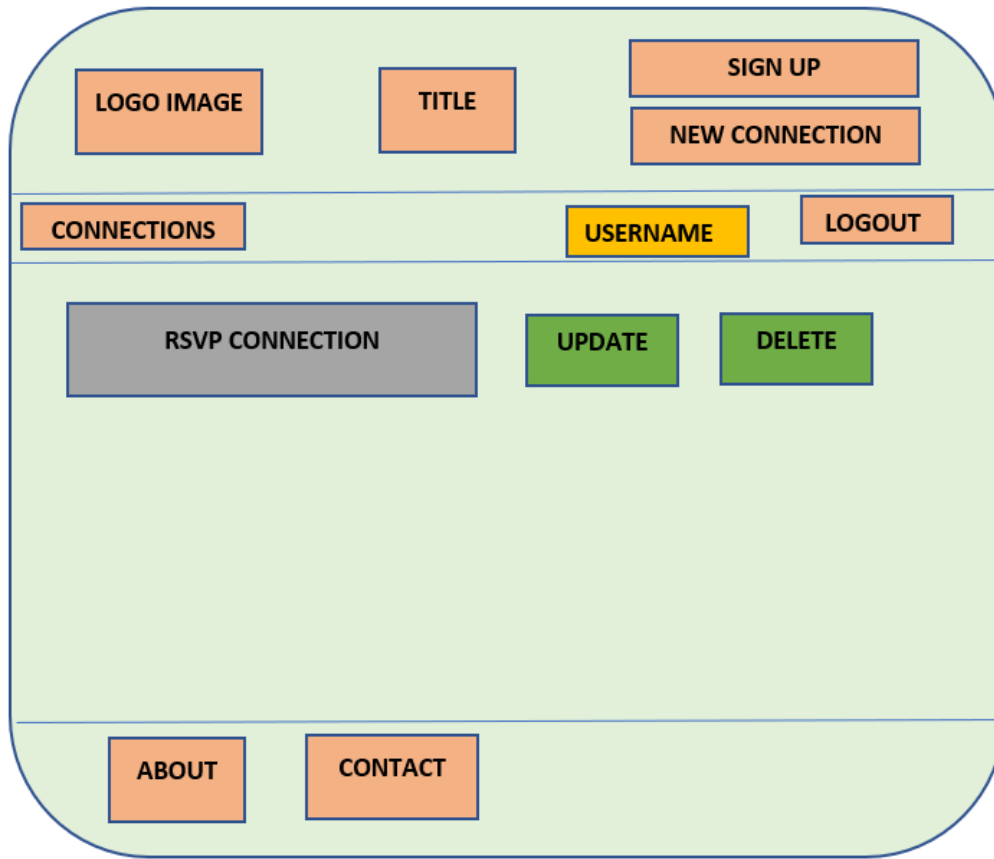 LOGO IMAGE
TITLE
SIGN UP
NEW CONNECTION
CONNECTIONS
USERNAME
LOGOUT
RSVP CONNECTION
UPDATE
DELETE
ABOUT
CONTACT